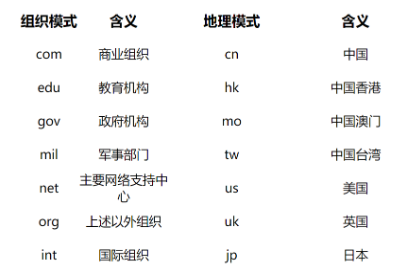 组织模式 含义 地理模式 含义
com 商业组织 cn 中国
edu 教育机构 hk 中国香港
gov 政府机构 mo 中国澳门
mil 军事部门 tw 中国台湾
net 主要网络支持中心 us 美国
org 上述以外组织 uk 英国
int 国际组织 jp 日本